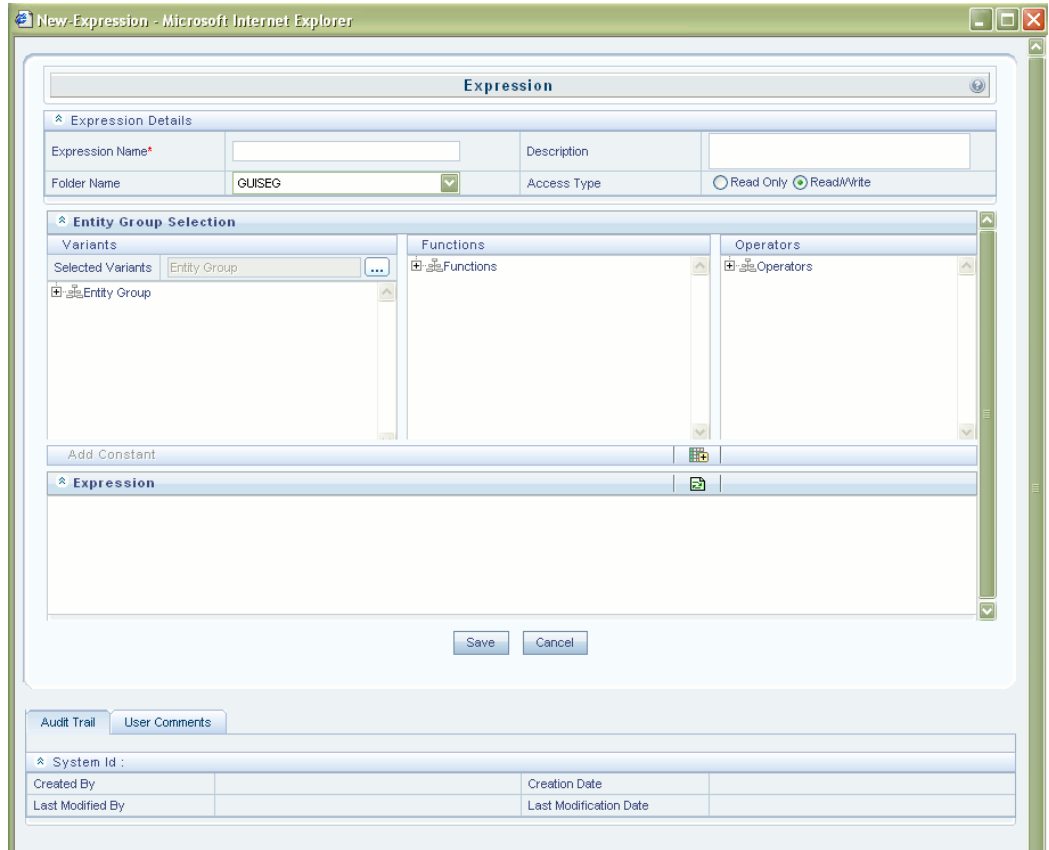 New-Expression - Microsoft Internet Explorer
Expression
Expression Details
Expression Name*
Description
Folder Name
GUISEG
Access Type
Read Only
Read/Write
Entity Group Selection
Variants
Functions
Operators
Selected Variants
Entity Group
...
Functions
Operators
Entity Group
Add Constant
Expression
Save
Cancel
Audit Trail
User Comments
System Id :
Created By
Creation Date
Last Modified By
Last Modification Date